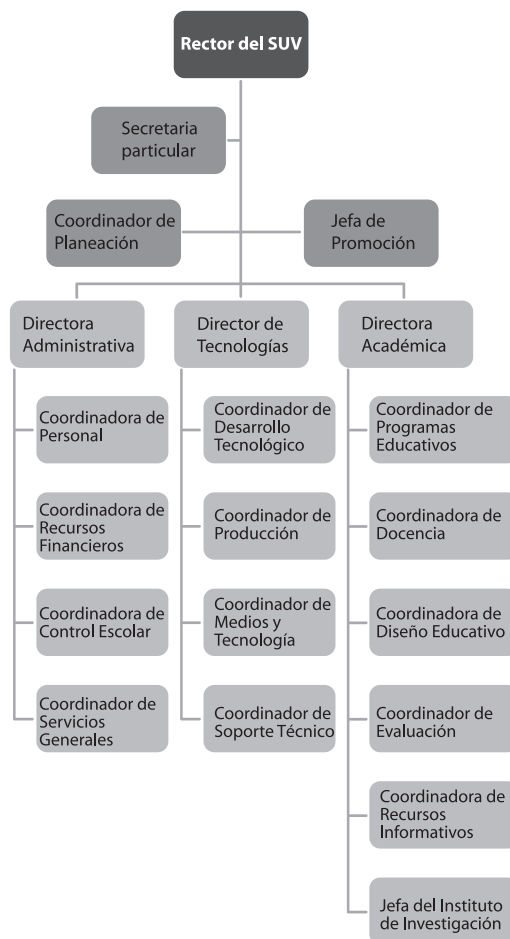 Rector del SUV
Secretaria
particular
Coordinador de
Planeación
Jefa de
Promoción
Directora
Administrativa
Director de
Tecnologías
Directora
Académica
Coordinadora de
Personal
Coordinadora de
Recursos
Financieros
Coordinadora de
Control Escolar
Coordinador de
Servicios
Generales
Coordinador de
Desarrollo
Tecnológico
Coordinador de
Producción
Coordinador de
Medios y
Tecnología
Coordinador de
Soporte Técnico
Coordinador de
Programas
Educativos
Coordinadora de
Docencia
Coordinadora de
Diseño Educativo
Coordinador de
Evaluación
Coordinadora de
Recursos
Informativos
Jefa del Instituto
de Investigación